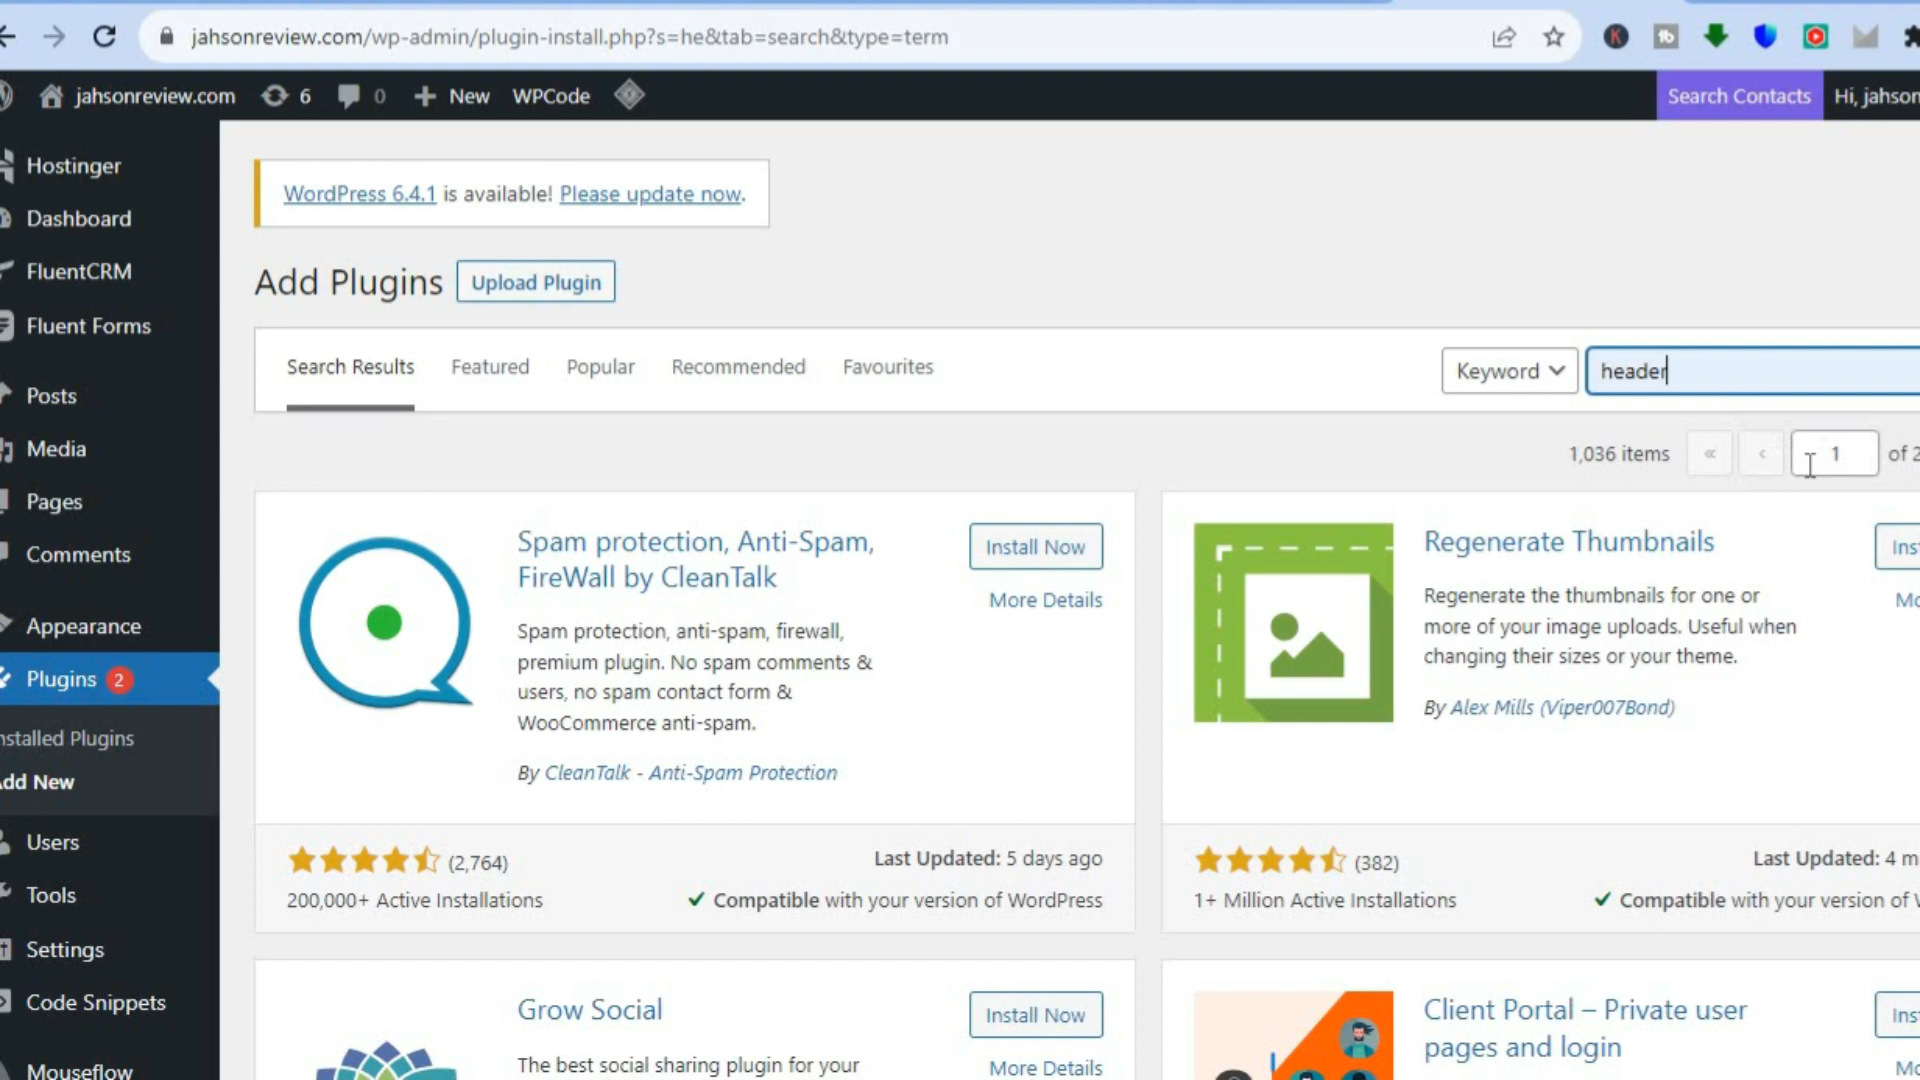 jahsonreview.com/wp-admin/plugin-install.php?s=he&tab=search&type=term
jahsonreview.com 6 0 New WPCode Search Contacts Hi, jahson
Hostinger
Dashboard
FluentCRM
Fluent Forms
Posts
Media
Pages
Comments
Appearance
Plugins 2
nstalled Plugins
Add New
Users
Tools
Settings
Code Snippets
Mouseflow
WordPress 6.4.1 is available! Please update now.
Add Plugins Upload Plugin
Search Results Featured Popular Recommended Favourites Keyword header
1,036 items « ‹ 1 of 2
Spam protection, Anti-Spam,
FireWall by CleanTalk
Install Now
More Details
Spam protection, anti-spam, firewall,
premium plugin. No spam comments &
users, no spam contact form &
WooCommerce anti-spam.
By CleanTalk - Anti-Spam Protection
(2,764)
Last Updated: 5 days ago
200,000+ Active Installations
Compatible with your version of WordPress
Regenerate Thumbnails
Ins
Mo
Regenerate the thumbnails for one or
more of your image uploads. Useful when
changing their sizes or your theme.
By Alex Mills (Viper007Bond)
(382)
Last Updated: 4 m
1+ Million Active Installations
Compatible with your version of W
Grow Social
Install Now
The best social sharing plugin for your
More Details
Client Portal – Private user
pages and login
Ins
Mo